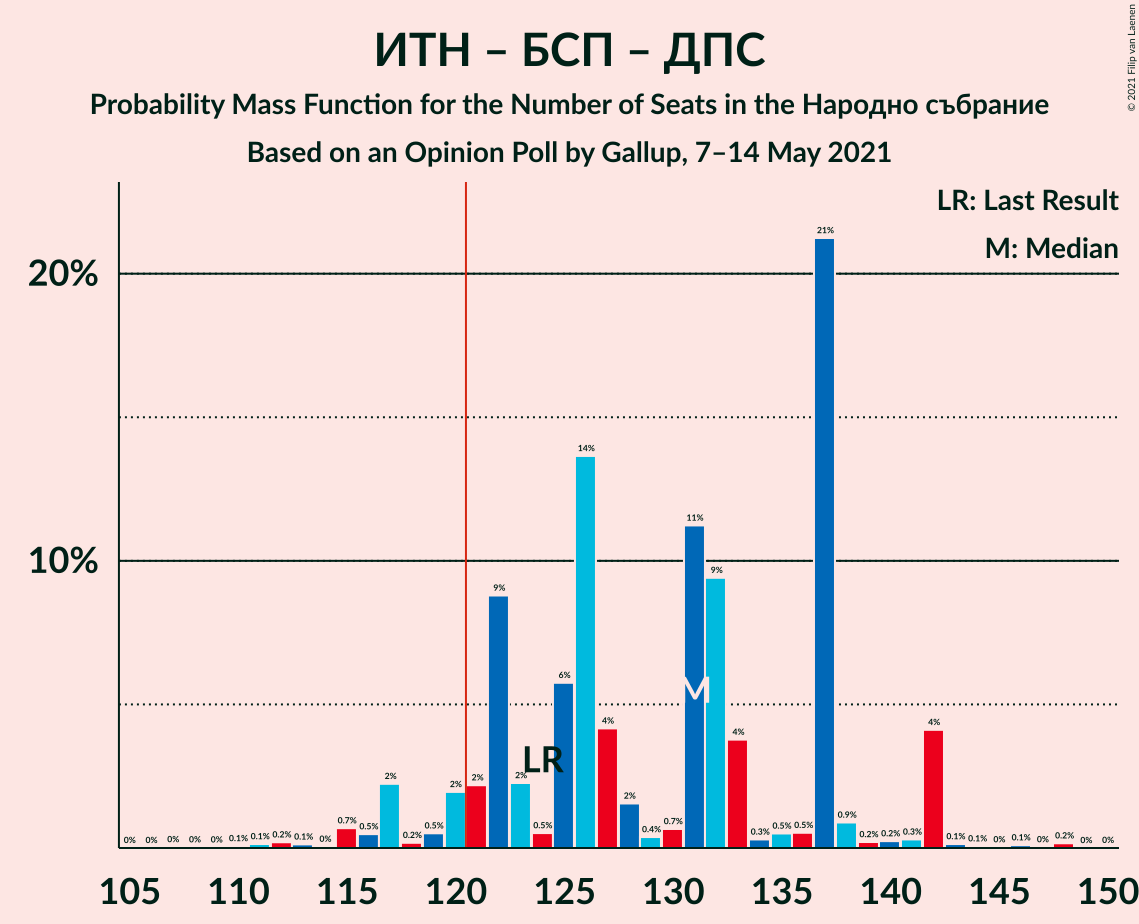 ИТН – БСП – ДПС
Probability Mass Function for the Number of Seats in the Народно събрание
Based on an Opinion Poll by Gallup, 7–14 May 2021
© 2021 Filip van Laenen
LR: Last Result
M: Median
20%
10%
0% 0% 0% 0% 0% 0.1% 0.1% 0.2% 0.1% 0% 0.7% 0.5% 2% 0.2% 0.5% 2% 2% 9% 2% 0.5% 6% 14% 4% 2% 0.4% 0.7% 11% 9% 4% 0.3% 0.5% 0.5% 21% 0.9% 0.2% 0.2% 0.3% 4% 0.1% 0.1% 0% 0.1% 0% 0.2% 0% 0%
LR
M
105 110 115 120 125 130 135 140 145 150